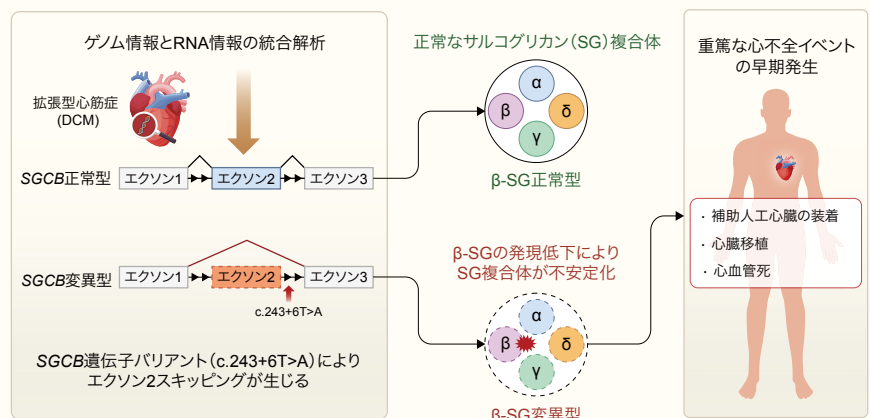 ゲノム情報とRNA情報の統合解析
拡張型心筋症
(DCM)
SGCB正常型
エクソン1
エクソン2
エクソン3
SGCB変異型
エクソン1
エクソン2
エクソン3
c.243+6T>A
SGCB遺伝子バリアント(c.243+6T>A)により
エクソン2スキッピングが生じる
正常なサルコグリカン(SG)複合体
α
β
δ
γ
β-SG正常型
β-SGの発現低下により
SG複合体が不安定化
α
β
δ
γ
β-SG変異型
重篤な心不全イベント
の早期発生
・補助人工心臓の装着
・心臓移植
・心血管死